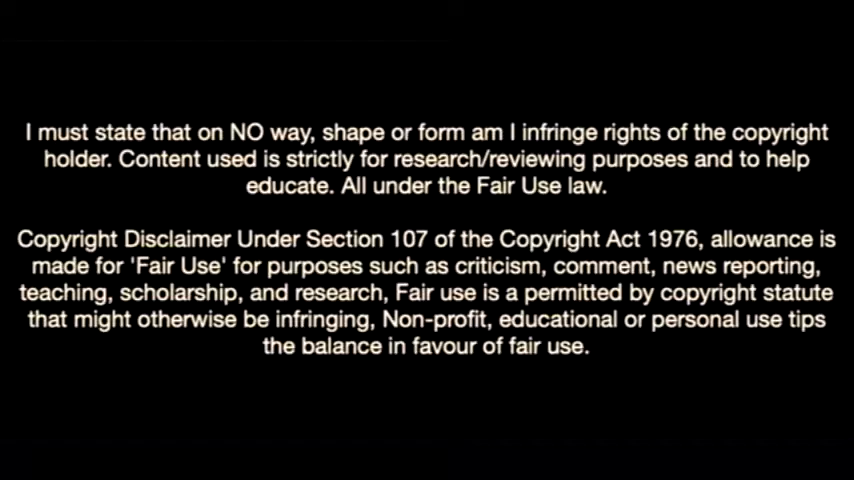 I must state that on NO way, shape or form am I infringe rights of the copyright
holder. Content used is strictly for research/reviewing purposes and to help
educate. All under the Fair Use law.
Copyright Disclaimer Under Section 107 of the Copyright Act 1976, allowance is
made for 'Fair Use' for purposes such as criticism, comment, news reporting,
teaching, scholarship, and research, Fair use is a permitted by copyright statute
that might otherwise be infringing, Non-profit, educational or personal use tips
the balance in favour of fair use.